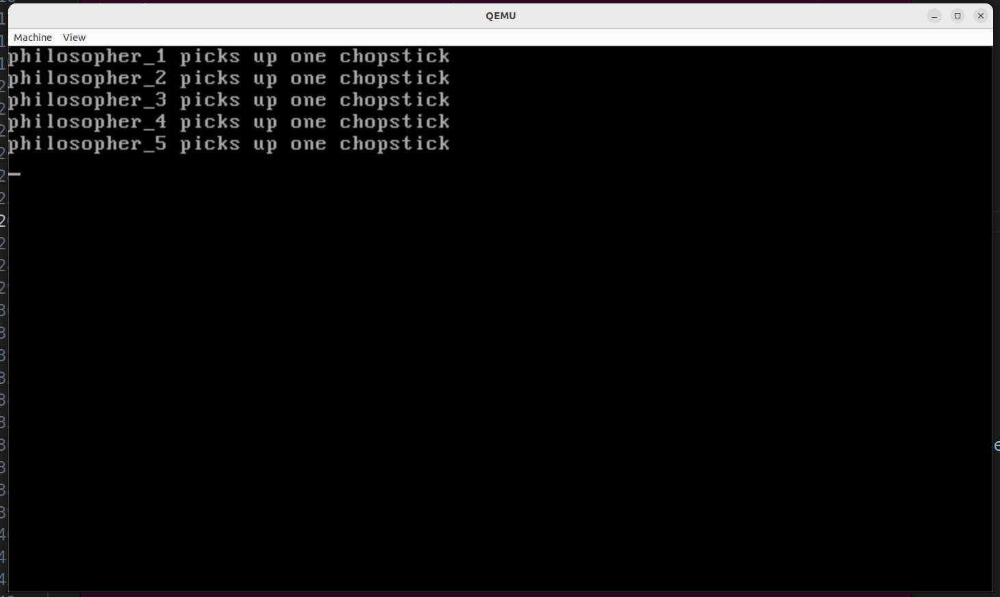 QEMU
Machine View
philosopher_1 picks up one chopstick
philosopher_2 picks up one chopstick
philosopher_3 picks up one chopstick
philosopher_4 picks up one chopstick
philosopher_5 picks up one chopstick